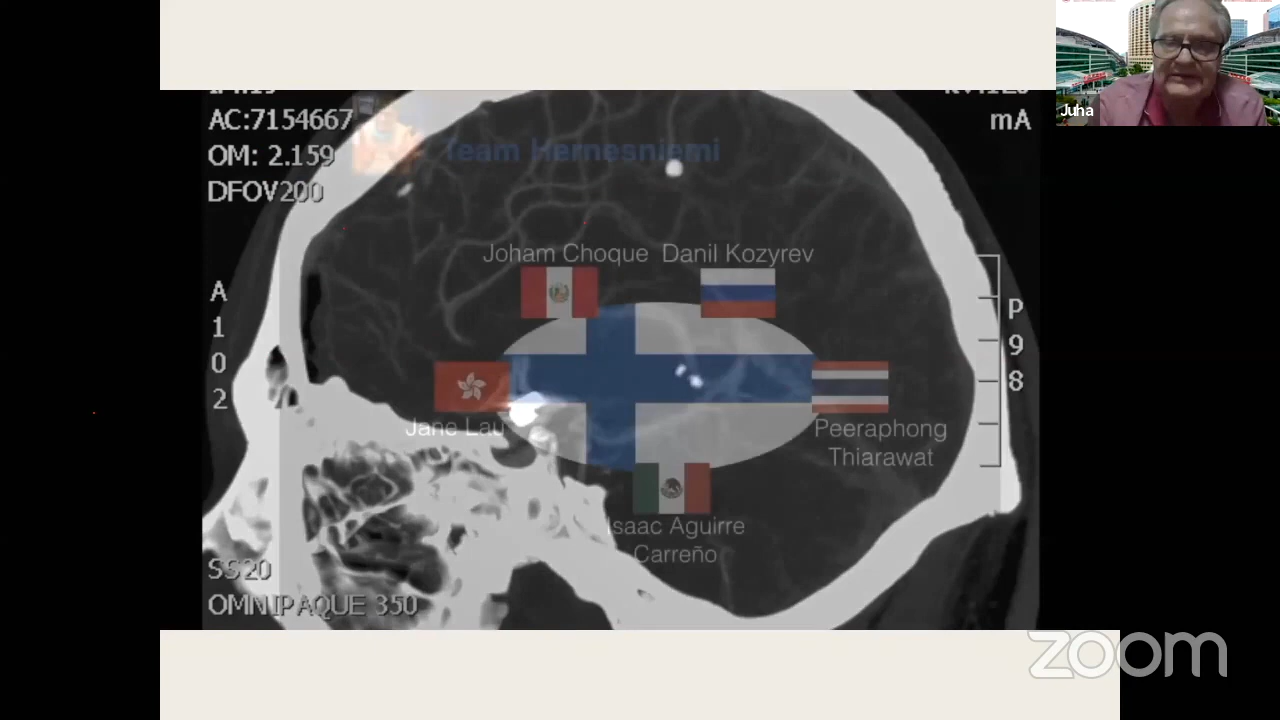 Juha
AC:7154667
mA
OM: 2.159
Team Hernesniemi
DFOV200
Joham Choque
Danil Kozyrev
A
1
0
2
P
9
8
Jane Lau
Peeraphong
Thiarawat
Isaac Aguirre
Carreño
SS20
OMNIPAQUE 350
zoom